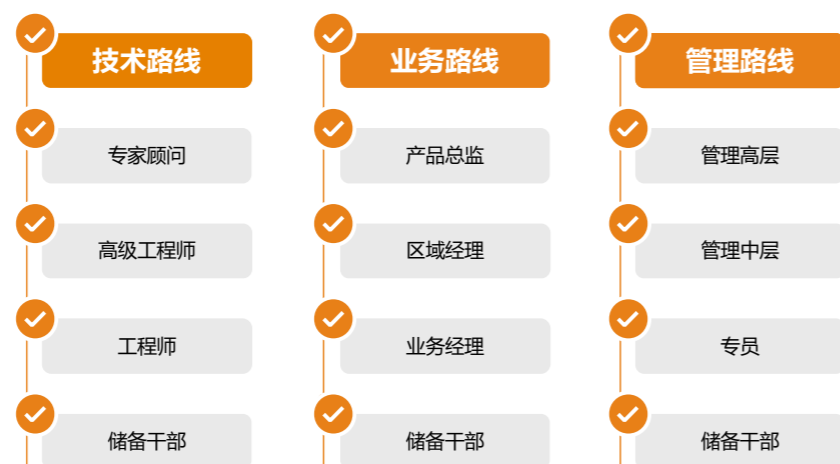 技术路线
专家顾问
高级工程师
工程师
储备干部
业务路线
产品总监
区域经理
业务经理
储备干部
管理路线
管理高层
管理中层
专员
储备干部